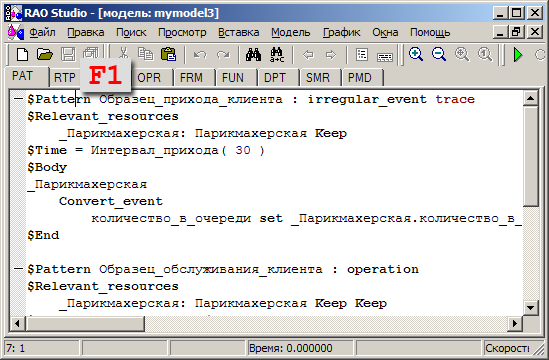 RAO Studio - [модель: mymodel3]
Файл Правка Поиск Просмотр Вставка Модель График Окна Помощь
PAT RTP F1 OPR FRM FUN DPT SMR PMD
$Pattern Образец_прихода_клиента : irregular_event trace
$Relevant_resources
_Парикмахерская: Парикмахерская Keep
$Time = Интервал_прихода( 30 )
$Body
_Парикмахерская
Convert_event
количество_в_очереди set _Парикмахерская.количество_в_
$End
$Pattern Образец_обслуживания_клиента : operation
$Relevant_resources
_Парикмахерская: Парикмахерская Keep Keep
7: 1 Время: 0.000000 Скорость